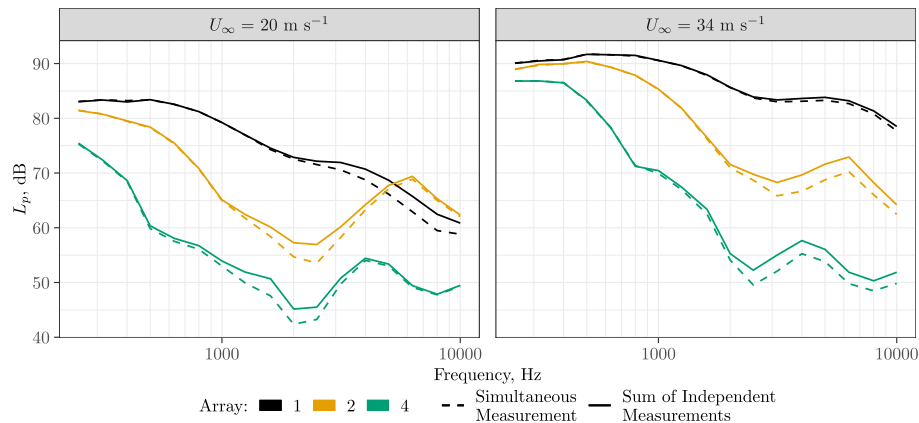 U∞ = 20 m s⁻¹
U∞ = 34 m s⁻¹
Lp, dB
90
80
70
60
50
40
1000
10000
1000
10000
Frequency, Hz
Array:
1
2
4
Simultaneous
Measurement
Sum of Independent
Measurements